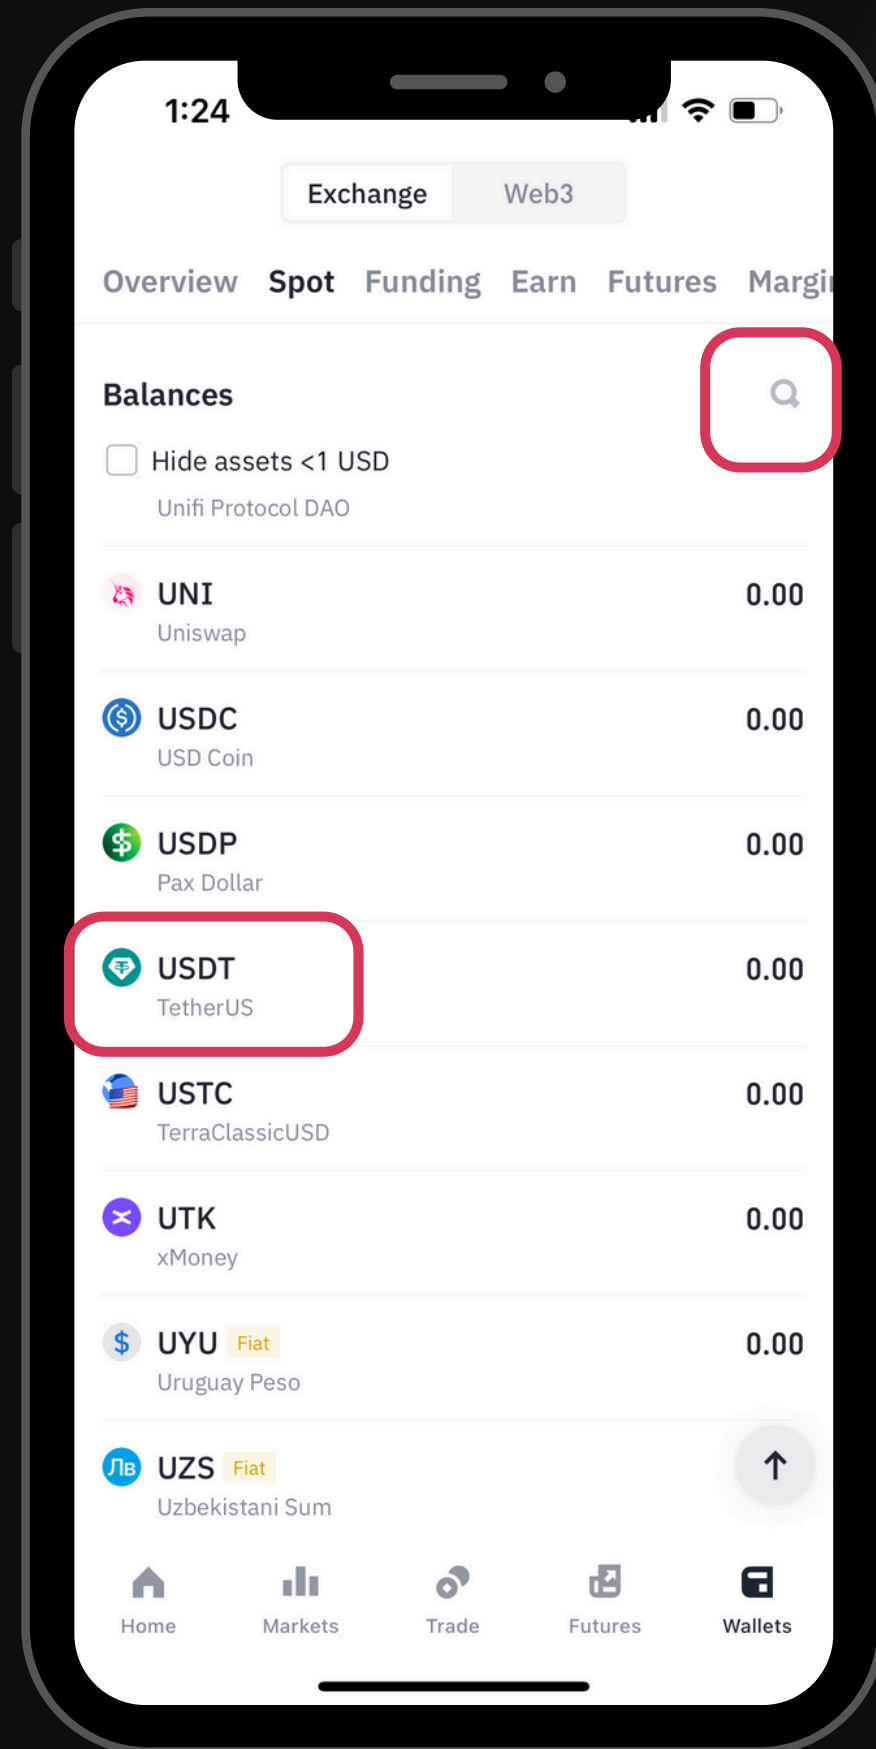 1:24
Exchange Web3
Overview Spot Funding Earn Futures Margin
Balances
Hide assets <1 USD
Unifi Protocol DAO
UNI 0.00
Uniswap
USDC 0.00
USD Coin
USDP 0.00
Pax Dollar
USDT 0.00
TetherUS
USTC 0.00
TerraClassicUSD
UTK 0.00
xMoney
$ UYU Fiat 0.00
Uruguay Peso
Лв UZS Fiat
Uzbekistani Sum
Home Markets Trade Futures Wallets